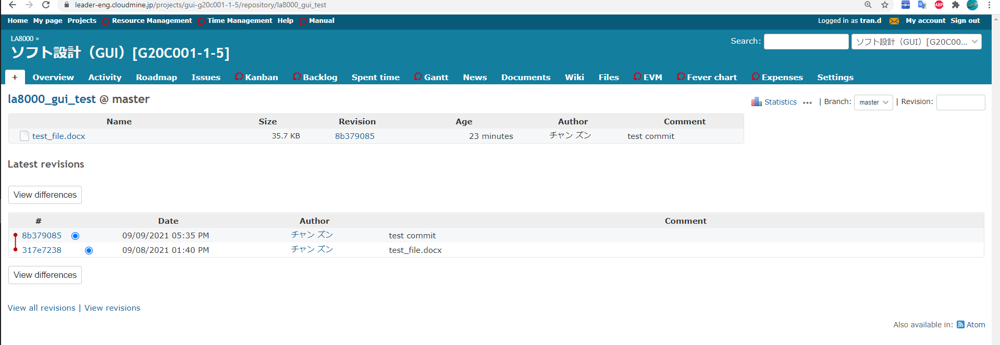 leader-eng.cloudmine.jp/projects/gui-g20c001-1-5/repository/la8000_gui_test
ABP
Home My page Projects Resource Management Time Management Help Manual
Logged in as tran.d My account Sign out
LA8000 »
ソフト設計（GUI）[G20C001-1-5]
Search: ソフト設計（GUI）[G20C00...
+ Overview Activity Roadmap Issues Kanban Backlog Spent time Gantt News Documents Wiki Files EVM Fever chart Expenses Settings
la8000_gui_test @ master
Statistics ••• | Branch: master | Revision:
Name Size Revision Age Author Comment
test_file.docx 35.7 KB 8b379085 23 minutes チャン ズン test commit
Latest revisions
View differences
# Date Author Comment
8b379085 09/09/2021 05:35 PM チャン ズン test commit
317e7238 09/08/2021 01:40 PM チャン ズン test_file.docx
View differences
View all revisions | View revisions
Also available in: Atom